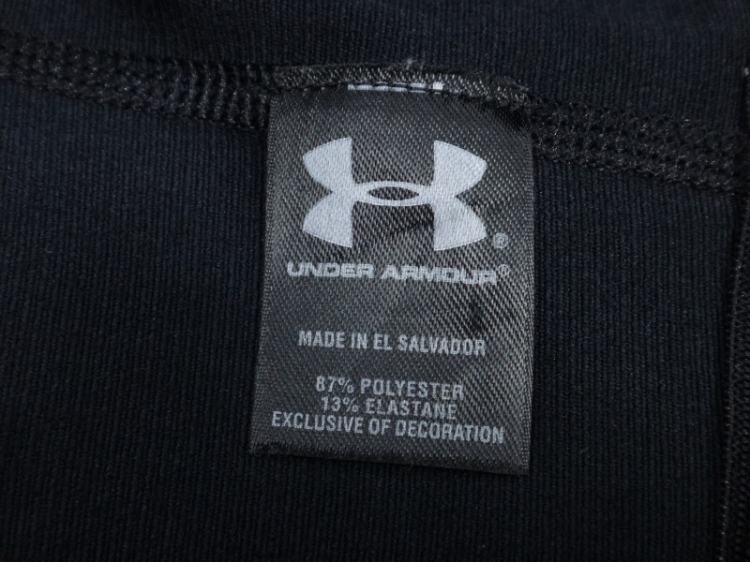 ®
UNDER ARMOUR®
MADE IN EL SALVADOR
87% POLYESTER
13% ELASTANE
EXCLUSIVE OF DECORATION